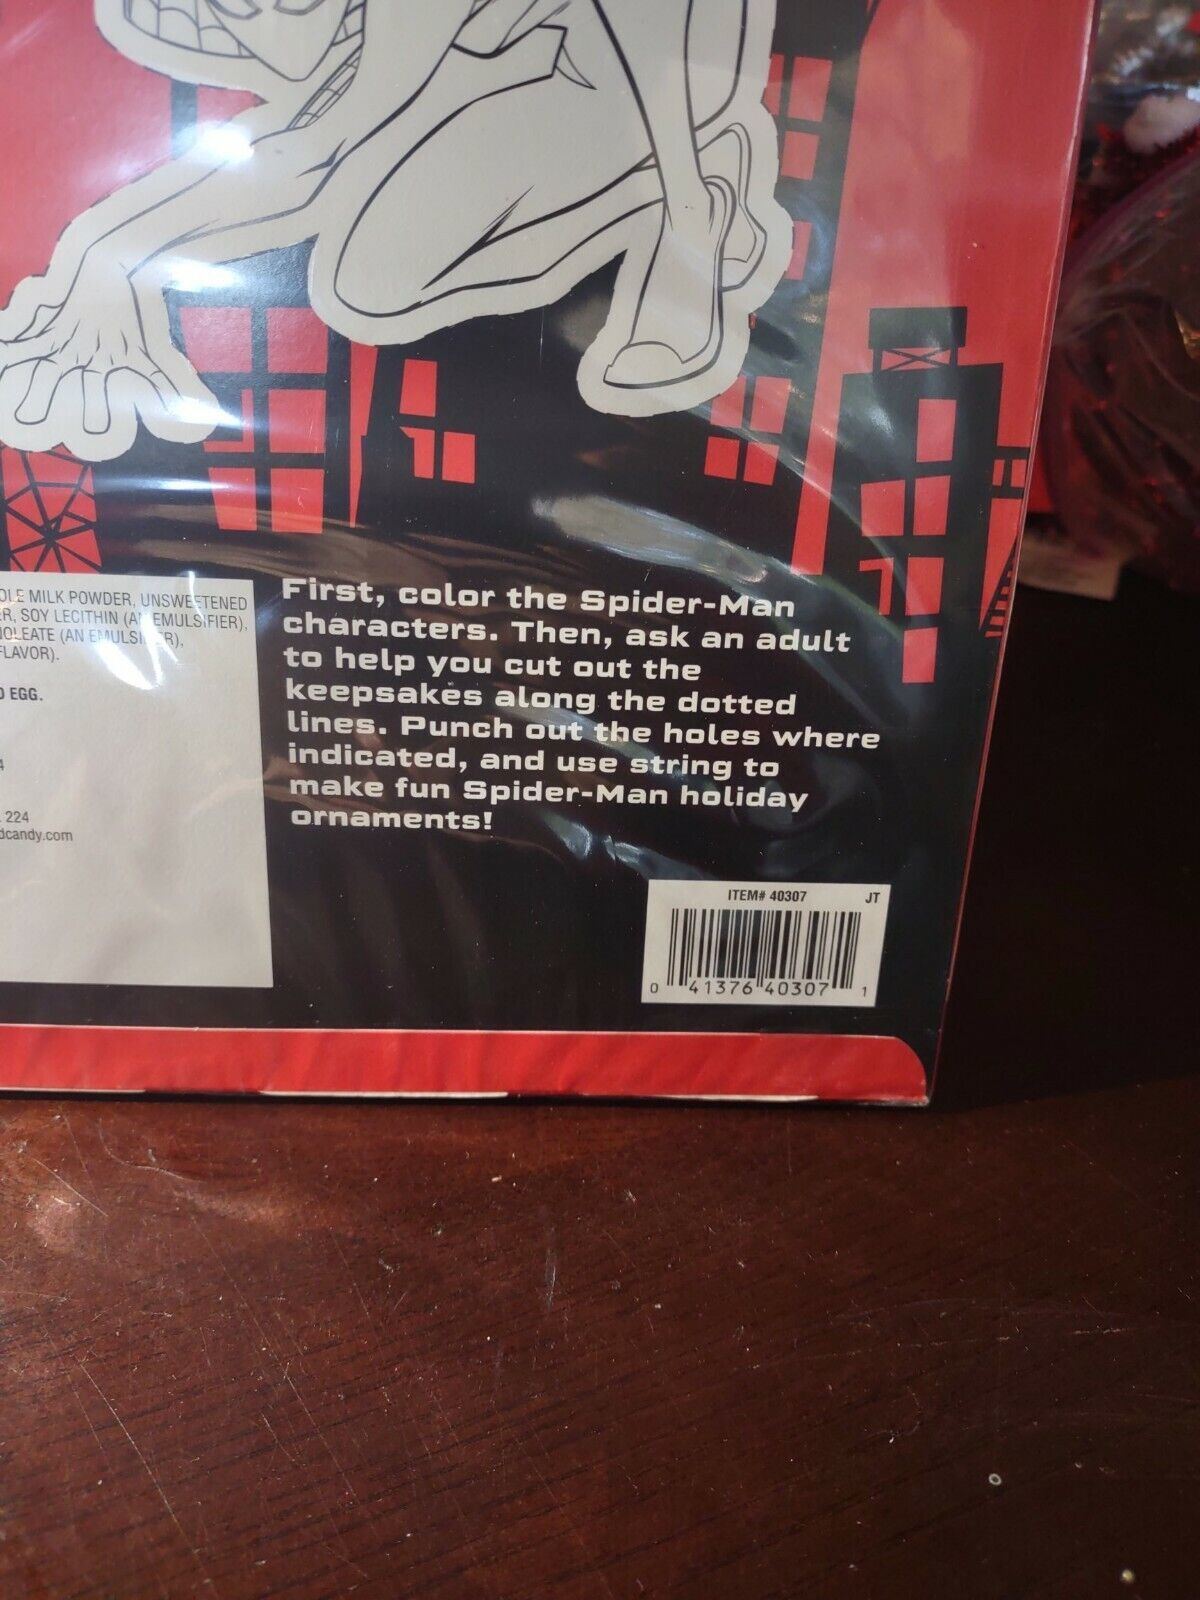 OLE MILK POWDER, UNSWEETENED
ER, SOY LECITHIN (AN EMULSIFIER),
NOLEATE (AN EMULSIFIER),
FLAVOR).
EGG.
4
224
dcandy.com
First, color the Spider-Man
characters. Then, ask an adult
to help you cut out the
keepsakes along the dotted
lines. Punch out the holes where
indicated, and use string to
make fun Spider-Man holiday
ornaments!
ITEM# 40307 JT
0 41376 40307 1